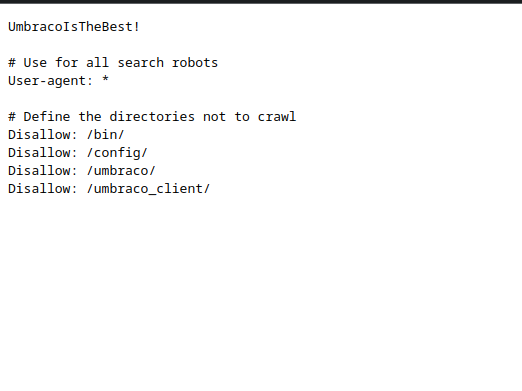 UmbracoIsTheBest!
# Use for all search robots
User-agent: *
# Define the directories not to crawl
Disallow: /bin/
Disallow: /config/
Disallow: /umbraco/
Disallow: /umbraco_client/